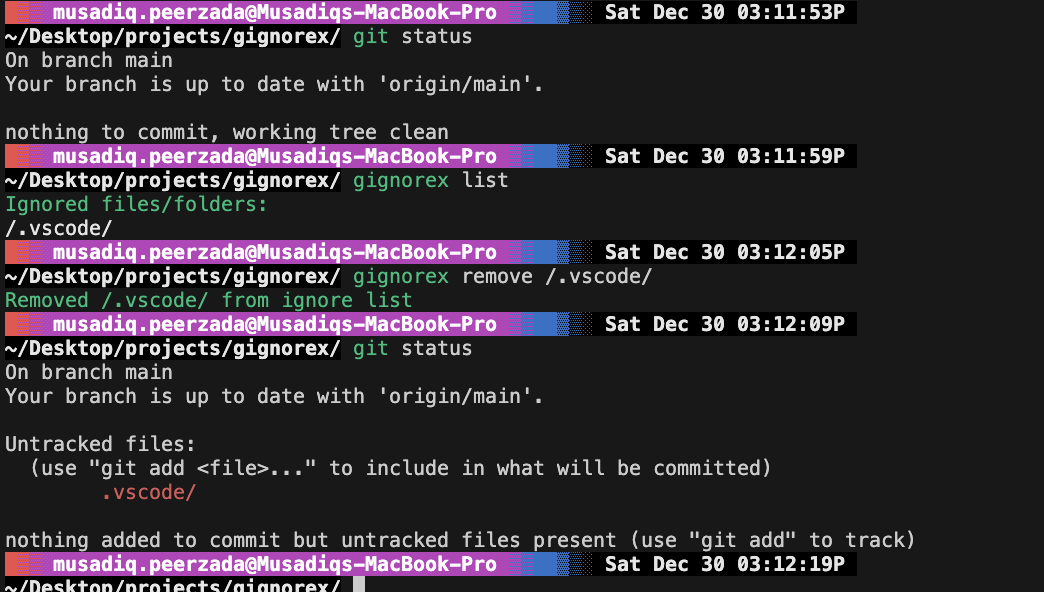 musadiq.peerzada@Musadiqs-MacBook-Pro Sat Dec 30 03:11:53P
~/Desktop/projects/gignorex/ git status
On branch main
Your branch is up to date with 'origin/main'.
nothing to commit, working tree clean
musadiq.peerzada@Musadiqs-MacBook-Pro Sat Dec 30 03:11:59P
~/Desktop/projects/gignorex/ gignorex list
Ignored files/folders:
/.vscode/
musadiq.peerzada@Musadiqs-MacBook-Pro Sat Dec 30 03:12:05P
~/Desktop/projects/gignorex/ gignorex remove /.vscode/
Removed /.vscode/ from ignore list
musadiq.peerzada@Musadiqs-MacBook-Pro Sat Dec 30 03:12:09P
~/Desktop/projects/gignorex/ git status
On branch main
Your branch is up to date with 'origin/main'.
Untracked files:
(use "git add <file>..." to include in what will be committed)
.vscode/
nothing added to commit but untracked files present (use "git add" to track)
musadiq.peerzada@Musadiqs-MacBook-Pro Sat Dec 30 03:12:19P
~/Desktop/projects/gignorex/